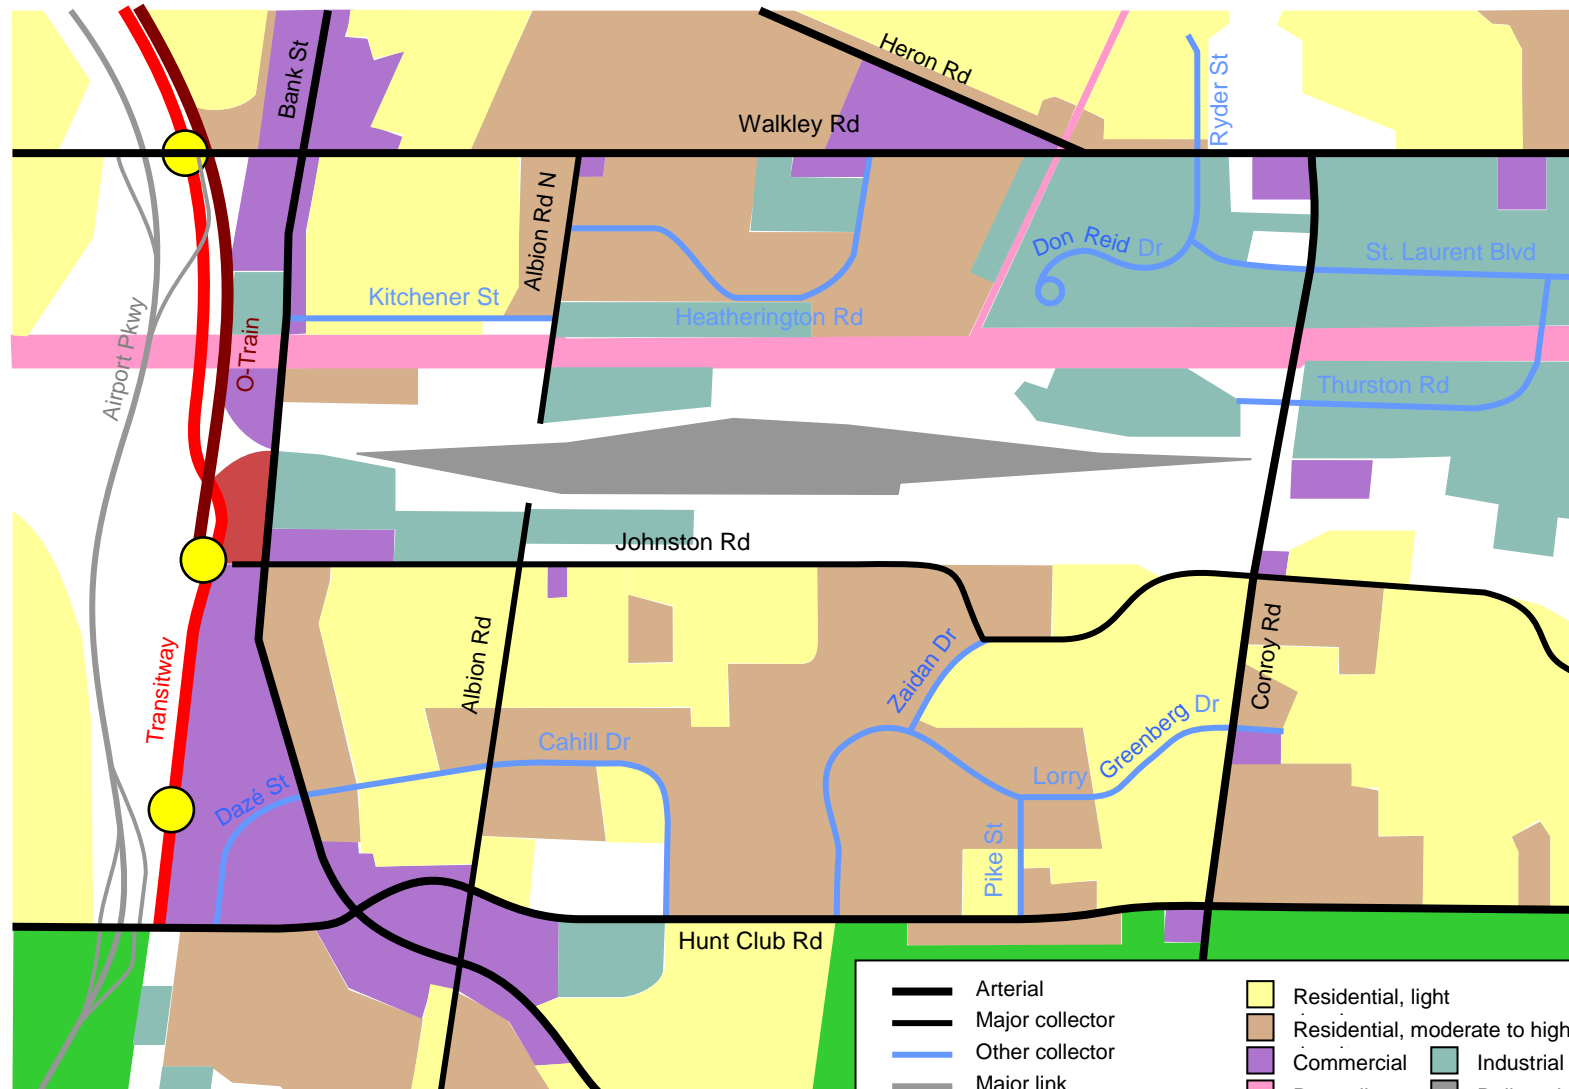 Bank St
Heron Rd
Ryder St
Walkley Rd
Albion Rd N
Don Reid Dr
St. Laurent Blvd
Kitchener St
Heatherington Rd
Airport Pkwy
O-Train
Thurston Rd
Johnston Rd
Transitway
Albion Rd
Zaidan Dr
Conroy Rd
Cahill Dr
Dazé St
Lorry Greenberg Dr
Pike St
Hunt Club Rd
Arterial
Major collector
Other collector
Major link
Residential, light
Residential, moderate to high
Commercial
Industrial